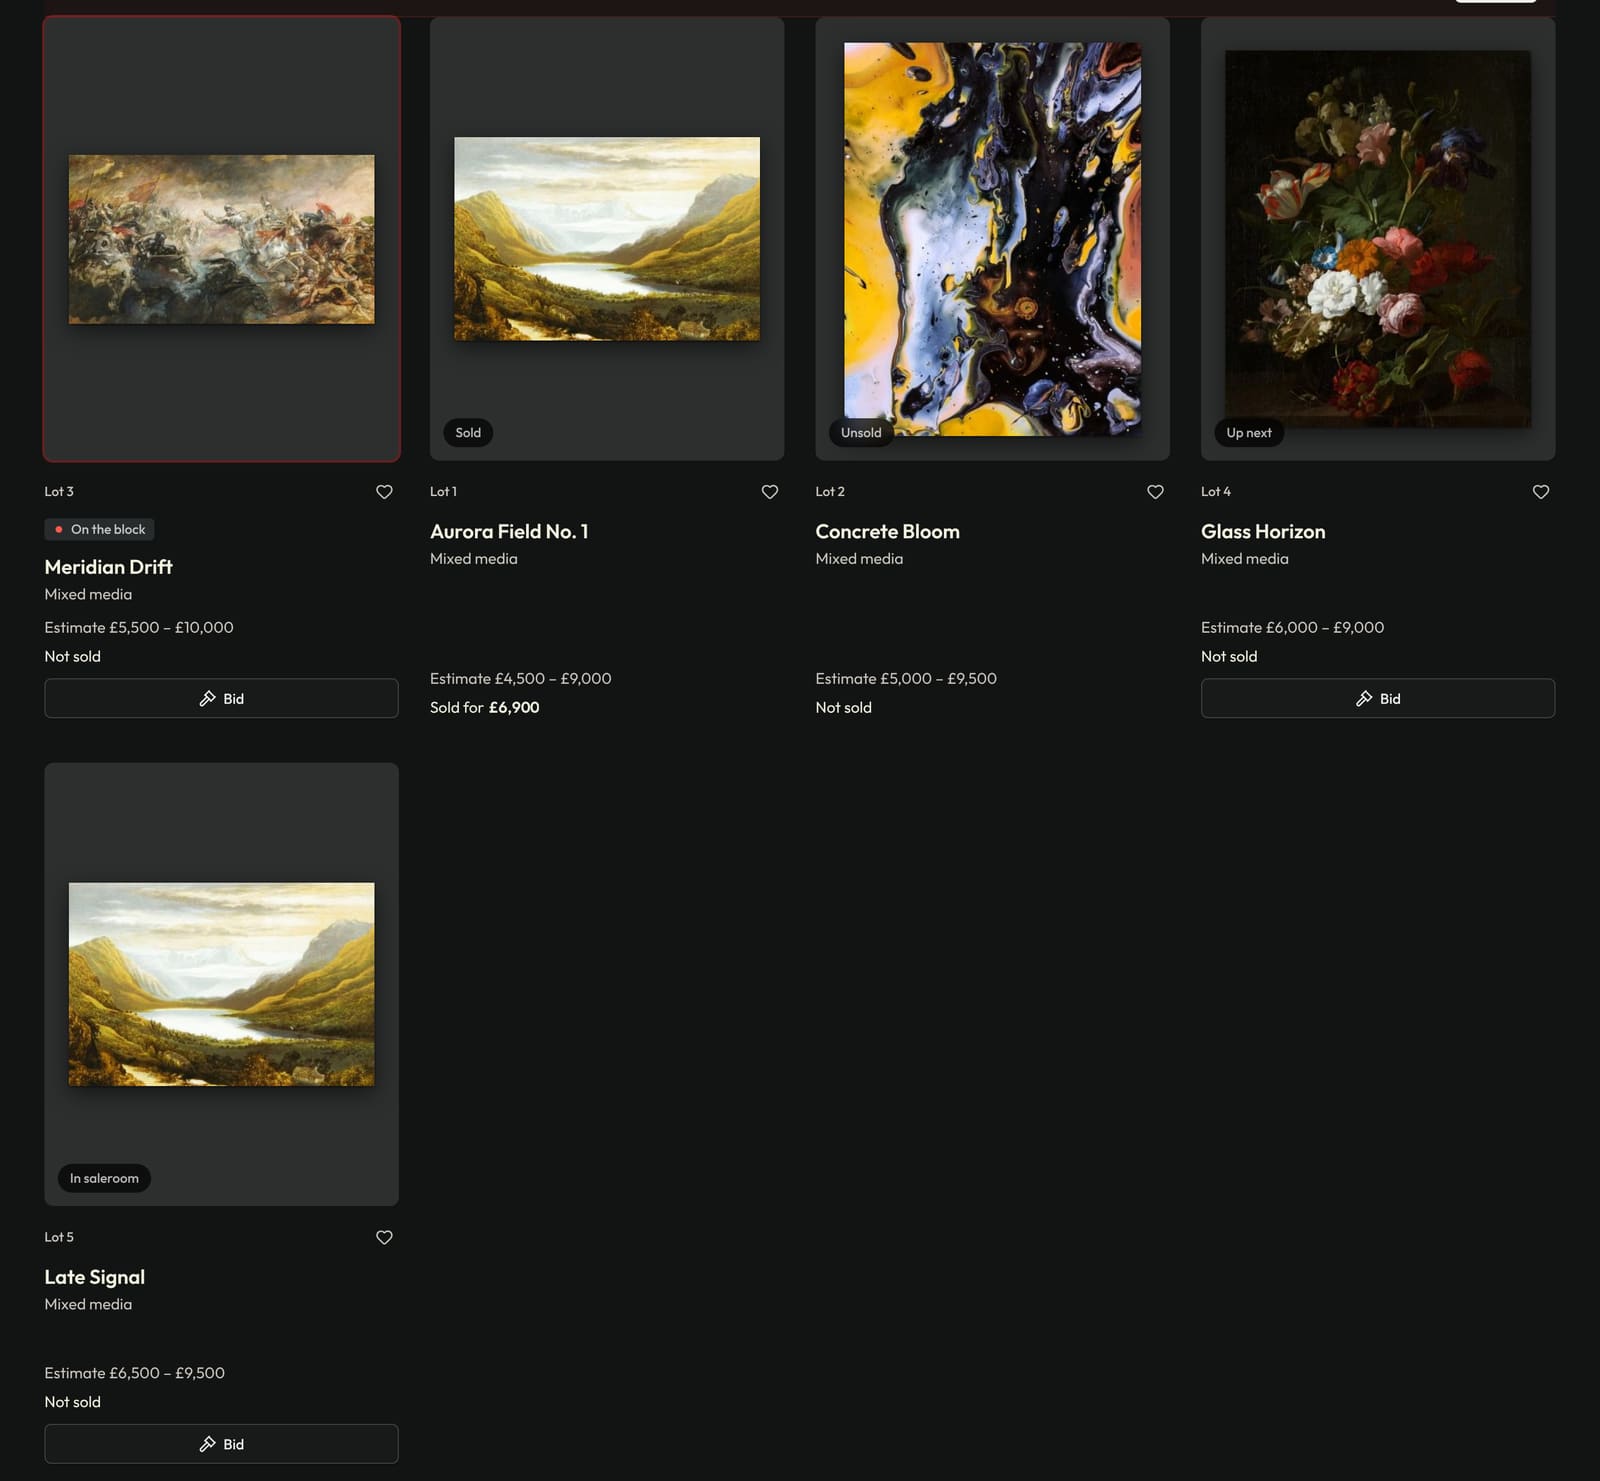 Sold
Unsold
Up next
Lot 3
On the block
Meridian Drift
Mixed media
Estimate £5,500 – £10,000
Not sold
Bid
Lot 1
Aurora Field No. 1
Mixed media
Estimate £4,500 – £9,000
Sold for £6,900
Lot 2
Concrete Bloom
Mixed media
Estimate £5,000 – £9,500
Not sold
Lot 4
Glass Horizon
Mixed media
Estimate £6,000 – £9,000
Not sold
Bid
In saleroom
Lot 5
Late Signal
Mixed media
Estimate £6,500 – £9,500
Not sold
Bid